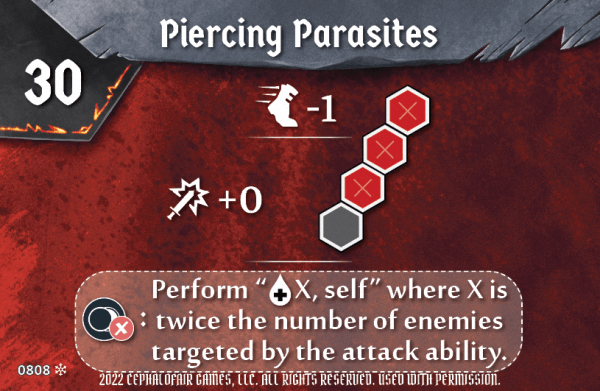 Piercing Parasites
30
-1
+0
Perform “X, self” where X is
: twice the number of enemies
targeted by the attack ability.
0808
2022 CEPHALOFAIR GAMES, LLC. ALL RIGHTS RESERVED. USED WITH PERMISSION.